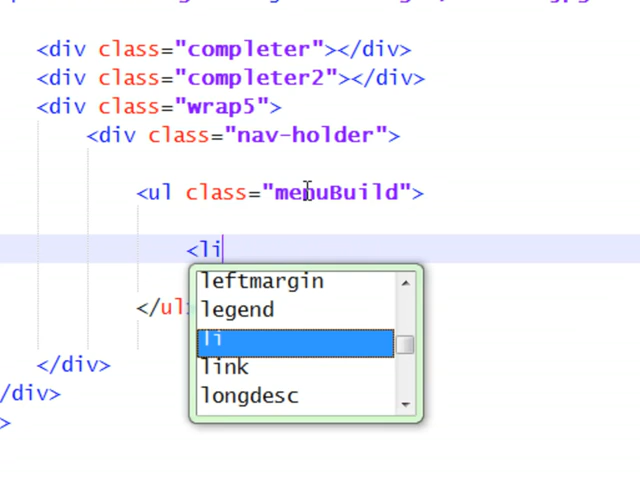 <div class="completer"></div>
<div class="completer2"></div>
<div class="wrap5">
<div class="nav-holder">
<ul class="menuBuild">
<li
leftmargin
legend
li
link
longdesc
</ul
</div>
/div>
>